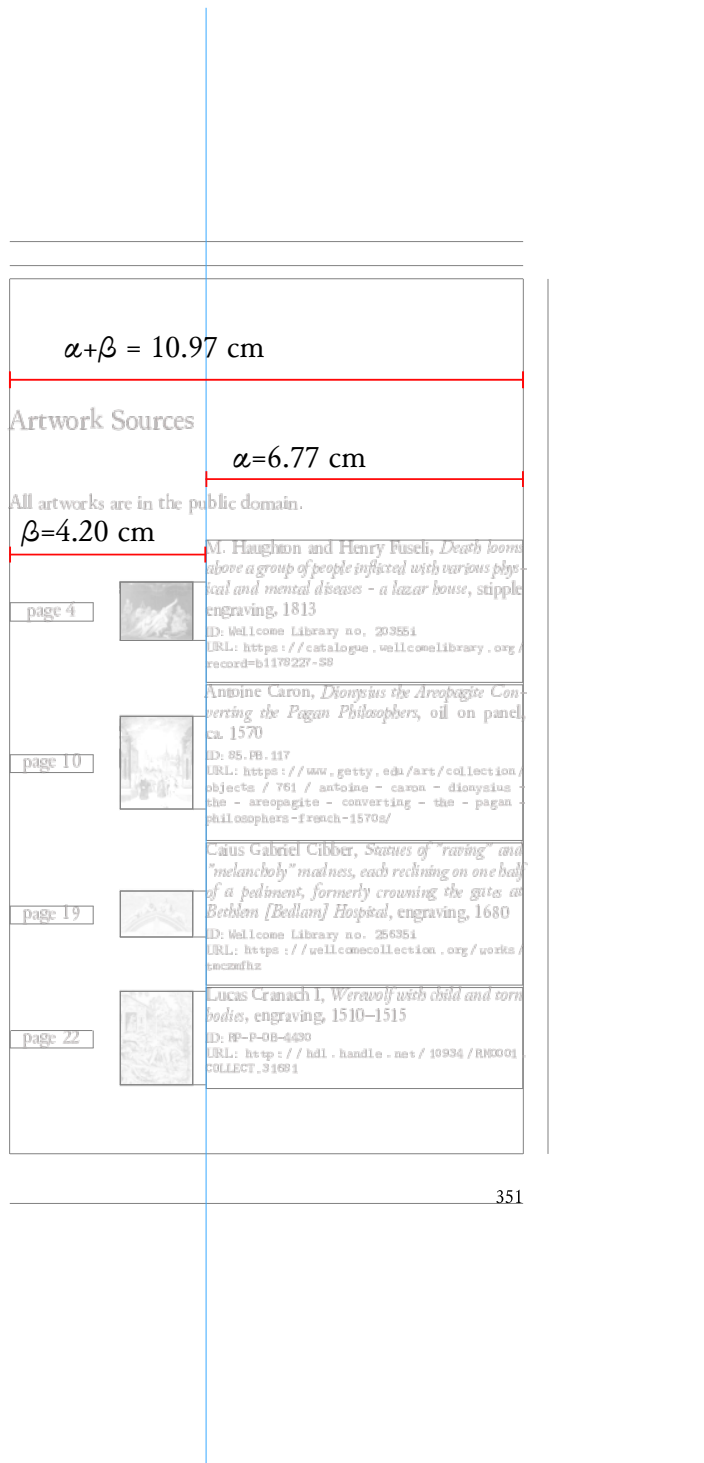 α+β = 10.97 cm
Artwork Sources
α=6.77 cm
All artworks are in the public domain.
β=4.20 cm
M. Haughton and Henry Fuseli, Death looms
above a group of people inflicted with various phys-
ical and mental diseases - a lazar house, stipple
engraving, 1813
page 4
ID: Wellcome Library no. 203551i
URL: https://catalogue.wellcomelibrary.org/
record=b1178227~S8
Antoine Caron, Dionysius the Areopagite Con-
verting the Pagan Philosophers, oil on panel,
ca. 1570
page 10
ID: 85.PB.117
URL: https://www.getty.edu/art/collection/
objects / 761 / antoine - caron - dionysius -
the - areopagite - converting - the - pagan -
philosophers-french-1570s/
Caius Gabriel Cibber, Statues of "raving" and
"melancholy" madness, each reclining on one half
of a pediment, formerly crowning the gates at
Bethlem [Bedlam] Hospital, engraving, 1680
page 19
ID: Wellcome Library no. 25635i
URL: https://wellcomecollection.org/works/
Lucas Cranach I, Werewolf with child and torn
bodies, engraving, 1510–1515
page 22
ID: RP-P-OB-4430
URL: http://hdl.handle.net/10934/RM0001.
COLLECT.31691
351